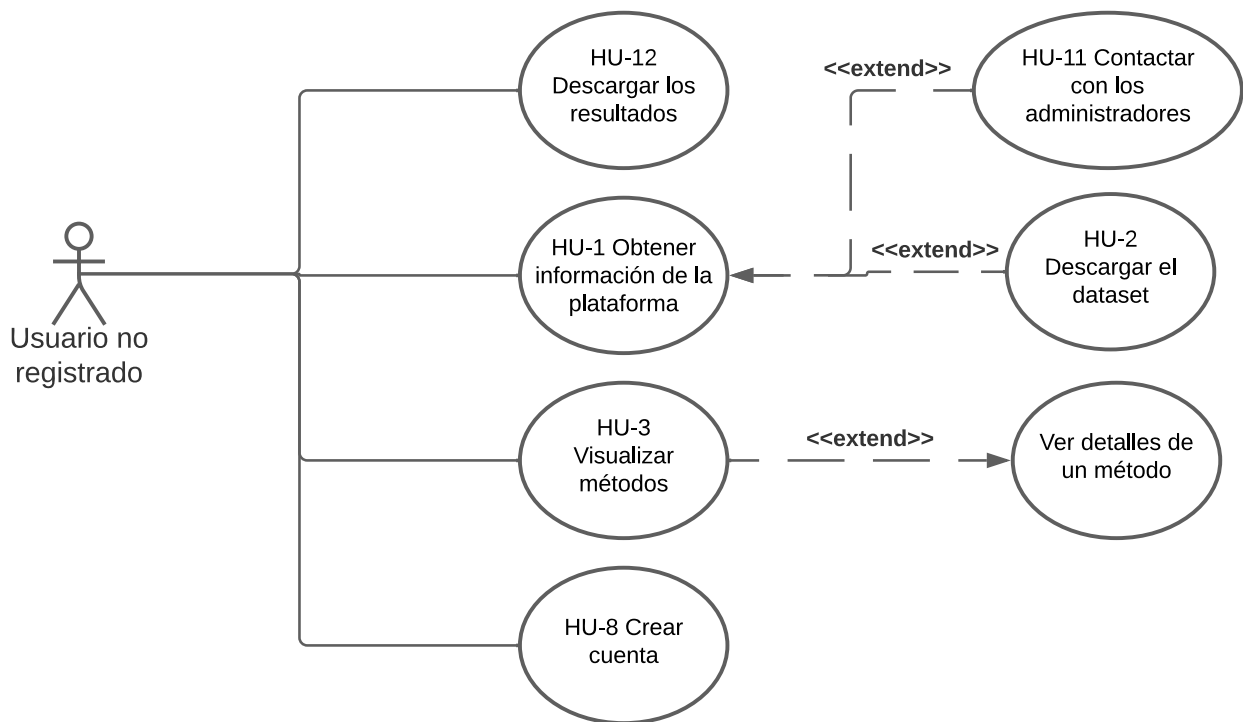 HU-12
Descargar los
resultados
<<extend>>
HU-11 Contactar
con los
administradores
HU-1 Obtener
información de la
plataforma
<<extend>>
HU-2
Descargar el
dataset
Usuario no
registrado
HU-3
Visualizar
métodos
<<extend>>
Ver detalles de
un método
HU-8 Crear
cuenta